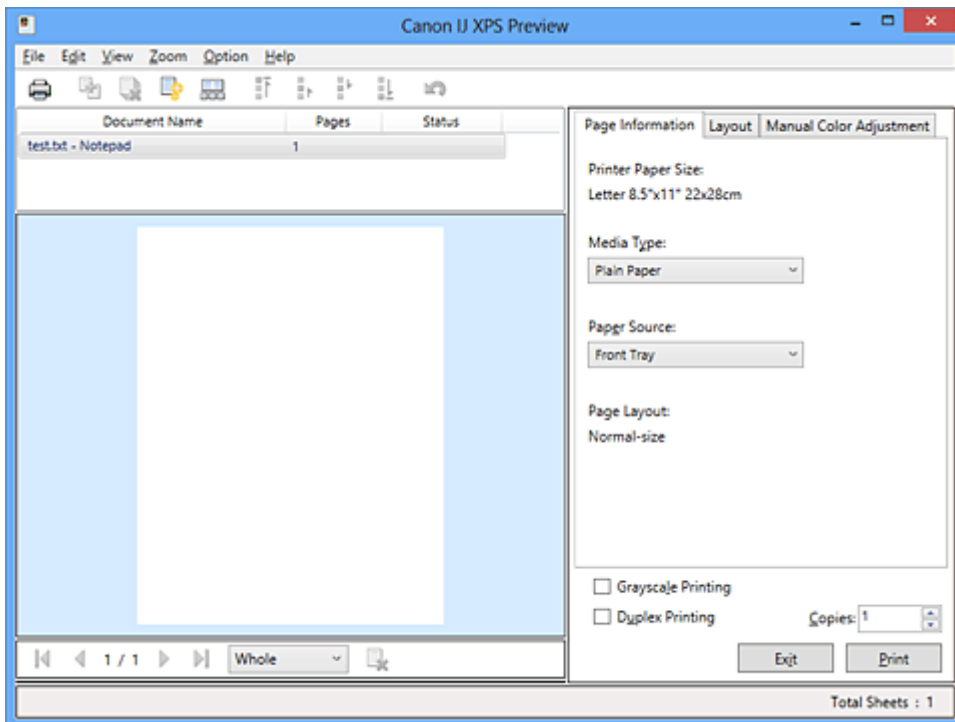 Canon IJ XPS Preview
File Edit View Zoom Option Help
Document Name Pages Status
test.txt - Notepad 1
Page Information Layout Manual Color Adjustment
Printer Paper Size:
Letter 8.5"x11" 22x28cm
Media Type:
Plain Paper
Paper Source:
Front Tray
Page Layout:
Normal-size
Grayscale Printing
Duplex Printing
Copies: 1
1 / 1 Whole
Exit Print
Total Sheets : 1